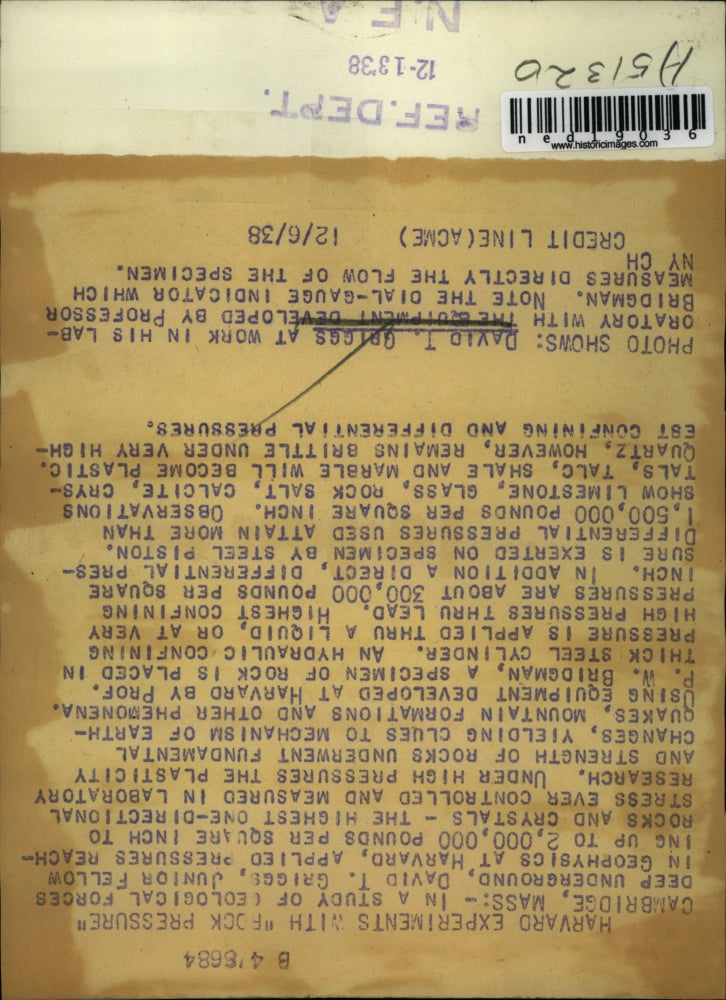 B 478684
HARVARD EXPERIMENTS WITH "ROCK PRESSURE"
CAMBRIDGE, MASS:- IN A STUDY OF GEOLOGICAL FORCES
DEEP UNDERGROUND, DAVID T. GRIGGS, JUNIOR FELLOW
IN GEOPHYSICS AT HARVARD, APPLIED PRESSURES REACH-
ING UP TO 2,000,000 POUNDS PER SQUARE INCH TO
ROCKS AND CRYSTALS - THE HIGHEST ONE-DIRECTIONAL
STRESS EVER CONTROLLED AND MEASURED IN LABORATORY
RESEARCH. UNDER HIGH PRESSURES THE PLASTICITY
AND STRENGTH OF ROCKS UNDERWENT FUNDAMENTAL
CHANGES, YIELDING CLUES TO MECHANISM OF EARTH-
QUAKES, MOUNTAIN FORMATIONS AND OTHER PHEMONENA.
USING EQUIPMENT DEVELOPED AT HARVARD BY PROF.
P. W. BRIDGMAN, A SPECIMEN OF ROCK IS PLACED IN
THICK STEEL CYLINDER. AN HYDRAULIC CONFINING
PRESSURE IS APPLIED THRU A LIQUID, OR AT VERY
HIGH PRESSURES THRU LEAD. HIGHEST CONFINING
PRESSURES ARE ABOUT 300,000 POUNDS PER SQUARE
INCH. IN ADDITION A DIRECT, DIFFERENTIAL PRES-
SURE IS EXERTED ON SPECIMEN BY STEEL PISTON.
DIFFERENTIAL PRESSURES USED ATTAIN MORE THAN
1,500,000 POUNDS PER SQUARE INCH. OBSERVATIONS
SHOW LIMESTONE, GLASS, ROCK SALT, CALCITE, CRYS-
TALS, TALC, SHALE AND MARBLE WILL BECOME PLASTIC.
QUARTZ, HOWEVER, REMAINS BRITTLE UNDER VERY HIGH-
EST CONFINING AND DIFFERENTIAL PRESSURES.
PHOTO SHOWS: DAVID T. GRIGGS AT WORK IN HIS LAB-
ORATORY WITH THE EQUIPMENT DEVELOPED BY PROFESSOR
BRIDGMAN. NOTE THE DIAL-GAUGE INDICATOR WHICH
MEASURES DIRECTLY THE FLOW OF THE SPECIMEN.
NY CH
CREDIT LINE(ACME) 12/6/38
REF. DEPT.
12-13'38
N.E.A
H51320
ned19036
www.historicimages.com